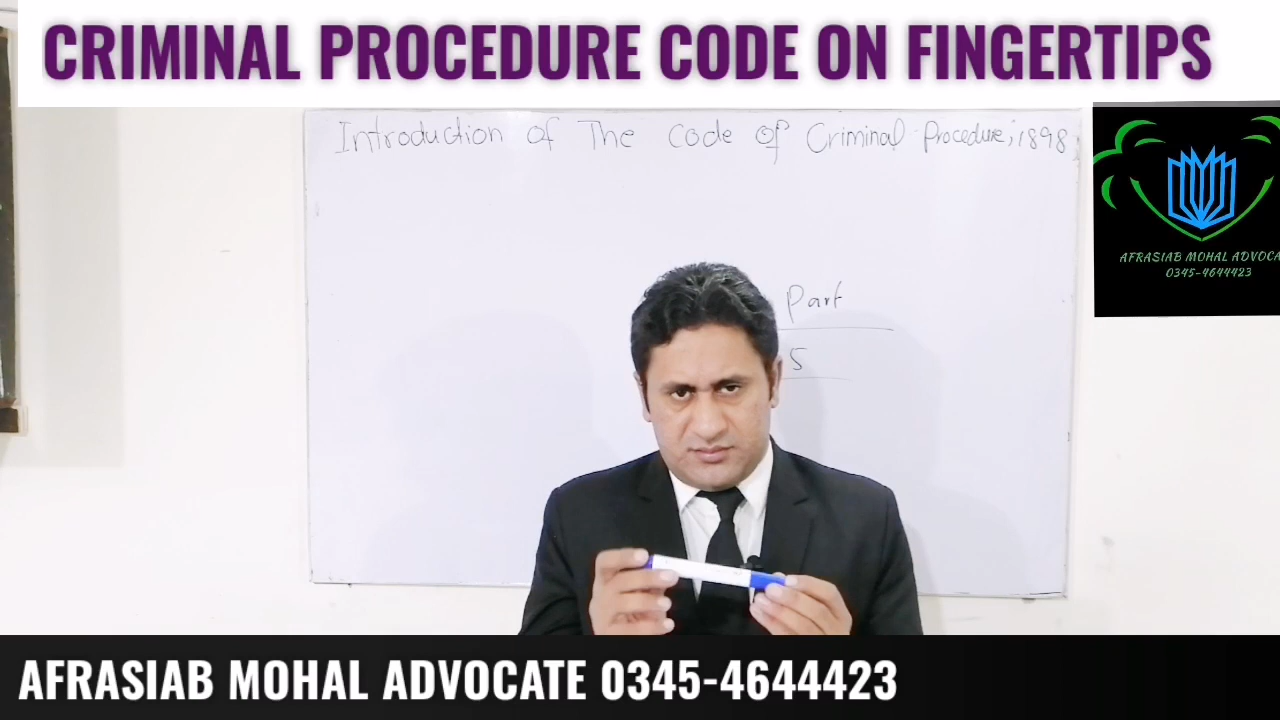 CRIMINAL PROCEDURE CODE ON FINGERTIPS
Introduction of The Code of Criminal Procedure, 1898
AFRASIAB MOHAL ADVOCA
0345-4644423
Part
5
AFRASIAB MOHAL ADVOCATE 0345-4644423